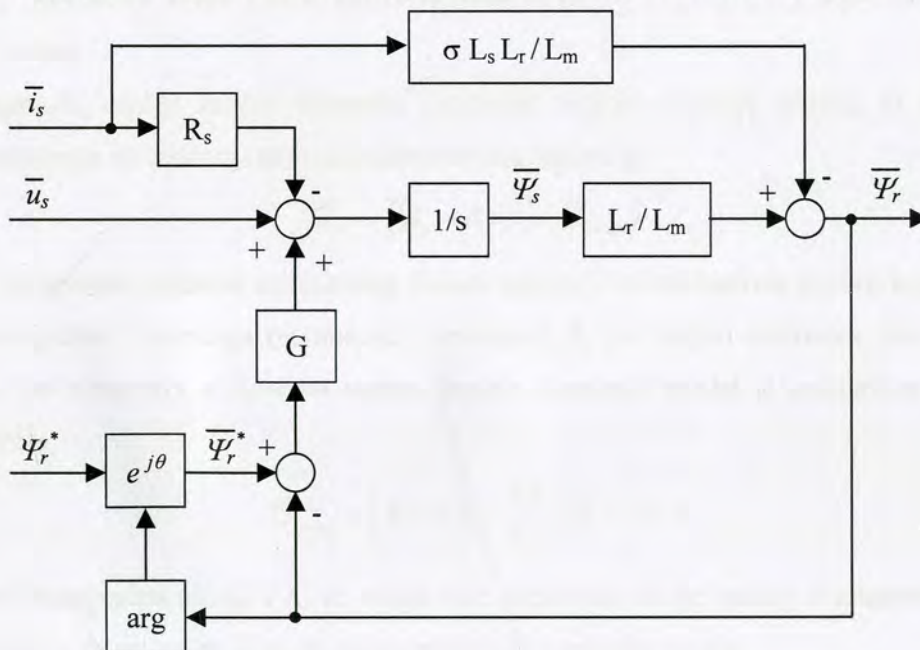 σ L_s L_r / L_m
i̅_s
R_s
-
-
u̅_s
Ψ̅_s
+
Ψ̅_r
1/s
L_r / L_m
+
+
G
Ψ_r^*
Ψ̅_r^*
+
e^{jθ}
-
arg